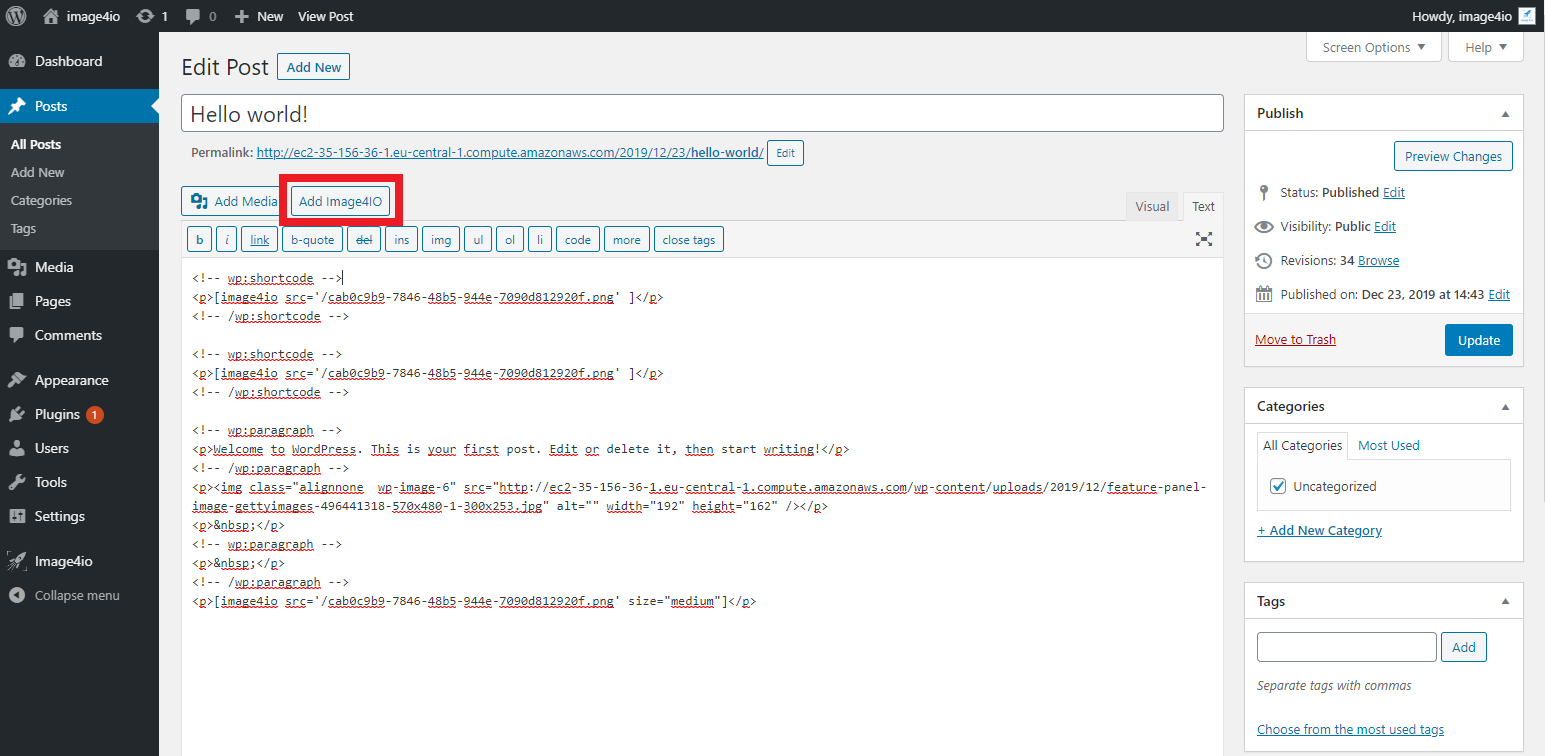 image4io 1 0 New View Post Howdy, image4io
Screen Options Help
Dashboard
Posts
All Posts
Add New
Categories
Tags
Media
Pages
Comments
Appearance
Plugins 1
Users
Tools
Settings
Image4io
Collapse menu
Edit Post Add New
Hello world!
Permalink: http://ec2-35-156-36-1.eu-central-1.compute.amazonaws.com/2019/12/23/hello-world/ Edit
Add Media Add Image4IO
Visual Text
b i link b-quote del ins img ul ol li code more close tags
<!-- wp:shortcode -->
<p>[image4io src='/cab0c9b9-7846-48b5-944e-7090d812920f.png' ]</p>
<!-- /wp:shortcode -->
<!-- wp:shortcode -->
<p>[image4io src='/cab0c9b9-7846-48b5-944e-7090d812920f.png' ]</p>
<!-- /wp:shortcode -->
<!-- wp:paragraph -->
<p>Welcome to WordPress. This is your first post. Edit or delete it, then start writing!</p>
<!-- /wp:paragraph -->
<p><img class="alignnone  wp-image-6" src="http://ec2-35-156-36-1.eu-central-1.compute.amazonaws.com/wp-content/uploads/2019/12/feature-panel-
image-gettyimages-496441318-570x480-1-300x253.jpg" alt="" width="192" height="162" /></p>
<p>&nbsp;</p>
<!-- wp:paragraph -->
<p>&nbsp;</p>
<!-- /wp:paragraph -->
<p>[image4io src='/cab0c9b9-7846-48b5-944e-7090d812920f.png' size="medium"]</p>
Publish
Preview Changes
Status: Published Edit
Visibility: Public Edit
Revisions: 34 Browse
Published on: Dec 23, 2019 at 14:43 Edit
Move to Trash Update
Categories
All Categories Most Used
Uncategorized
+ Add New Category
Tags
Add
Separate tags with commas
Choose from the most used tags